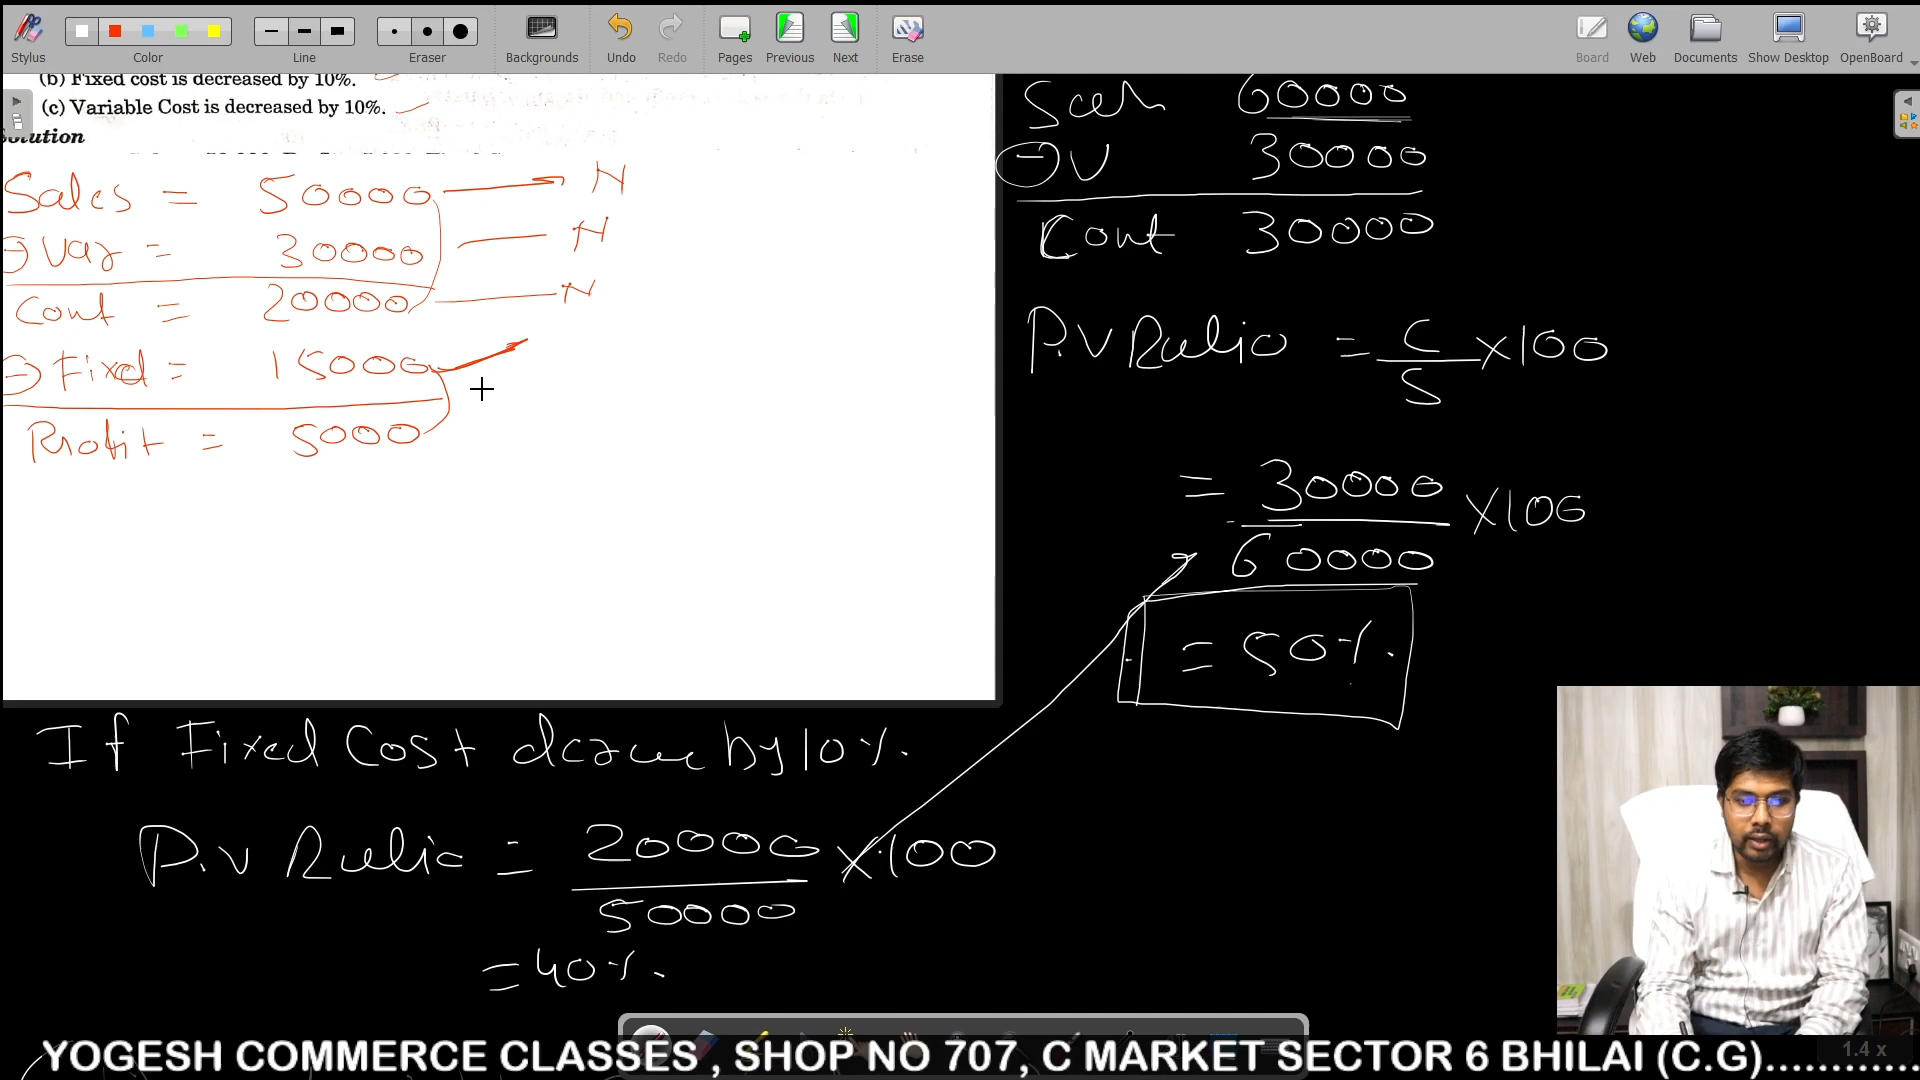 Stylus Color Line Eraser Backgrounds Undo Redo Pages Previous Next Erase Board Web Documents Show Desktop OpenBoard
(b) Fixed cost is decreased by 10%.
(c) Variable Cost is decreased by 10%.
olution
Sales = 50000 N
- Var = 30000 N
Cont = 20000 N
- Fixed = 15000
Profit = 5000
60000
- V 30000
Cont 30000
P.V Ratio = C/S X100
= 30000/60000 X100
= 50%.
If Fixed Cost by 10%.
P.V Ratio = 20000/50000 X100
= 40%.
YOGESH COMMERCE CLASSES , SHOP NO 707, C MARKET SECTOR 6 BHILAI (C.G)............
1.4 x